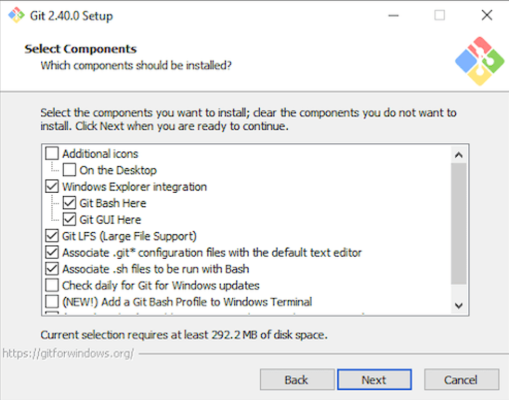 Git 2.40.0 Setup
Select Components
Which components should be installed?
Select the components you want to install; clear the components you do not want to
install. Click Next when you are ready to continue.
Additional icons
On the Desktop
Windows Explorer integration
Git Bash Here
Git GUI Here
Git LFS (Large File Support)
Associate .git* configuration files with the default text editor
Associate .sh files to be run with Bash
Check daily for Git for Windows updates
(NEW!) Add a Git Bash Profile to Windows Terminal
Current selection requires at least 292.2 MB of disk space.
https://gitforwindows.org/
Back Next Cancel